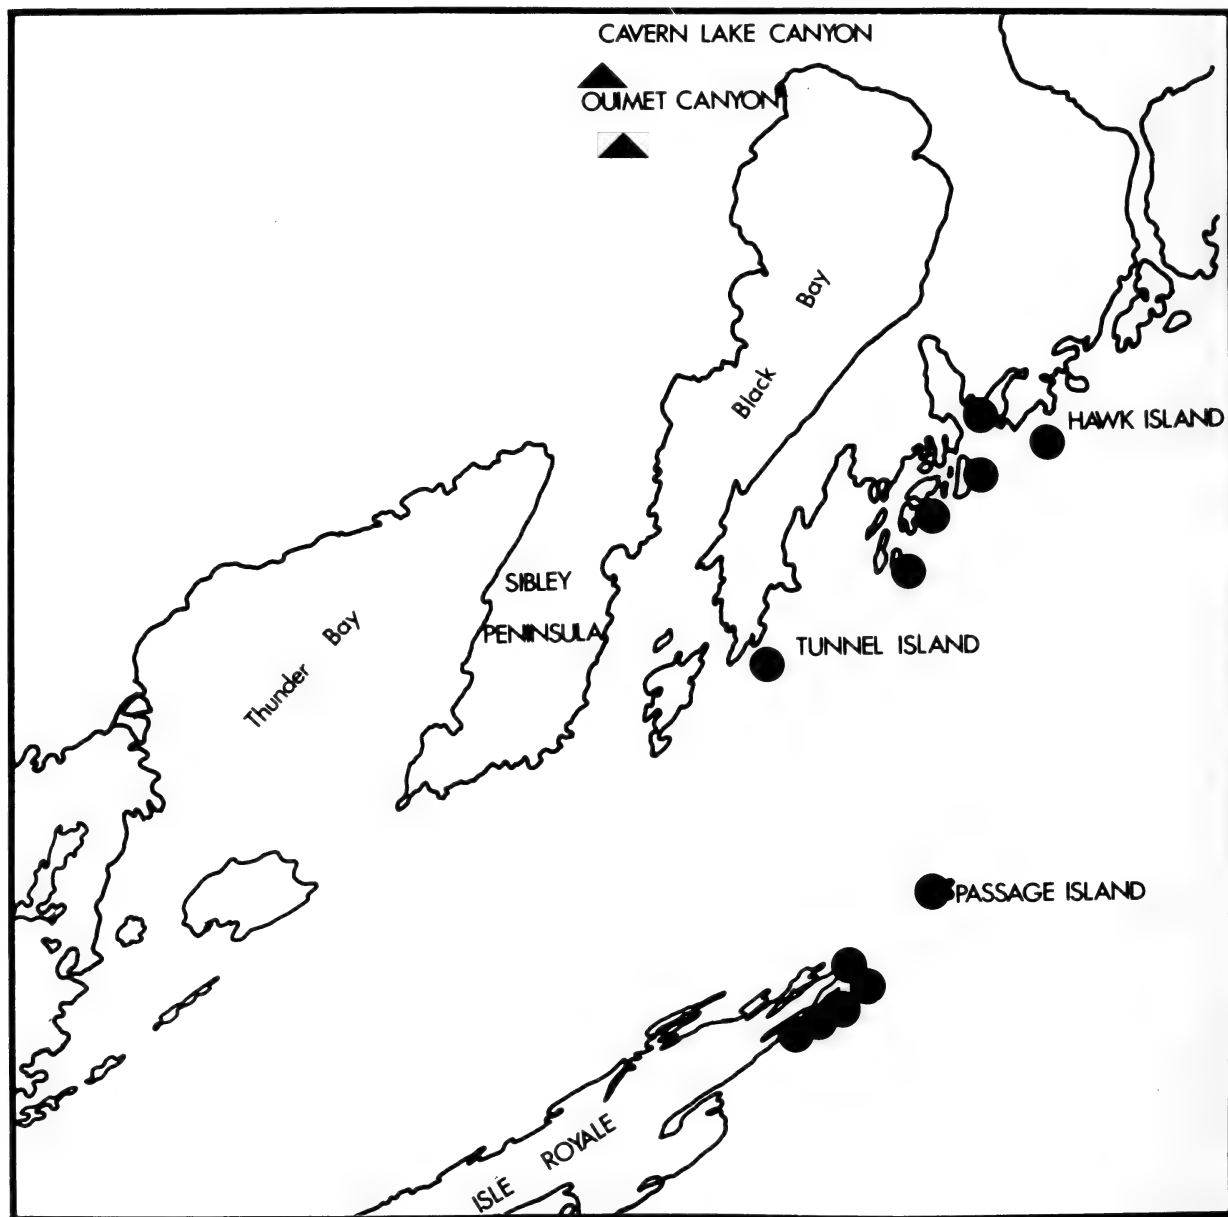 CAVERN LAKE CANYON
OUIMET CANYON
Bay
Black
HAWK ISLAND
SIBLEY
PENINSULA
Bay
Thunder
TUNNEL ISLAND
PASSAGE ISLAND
ROYALE
ISLE